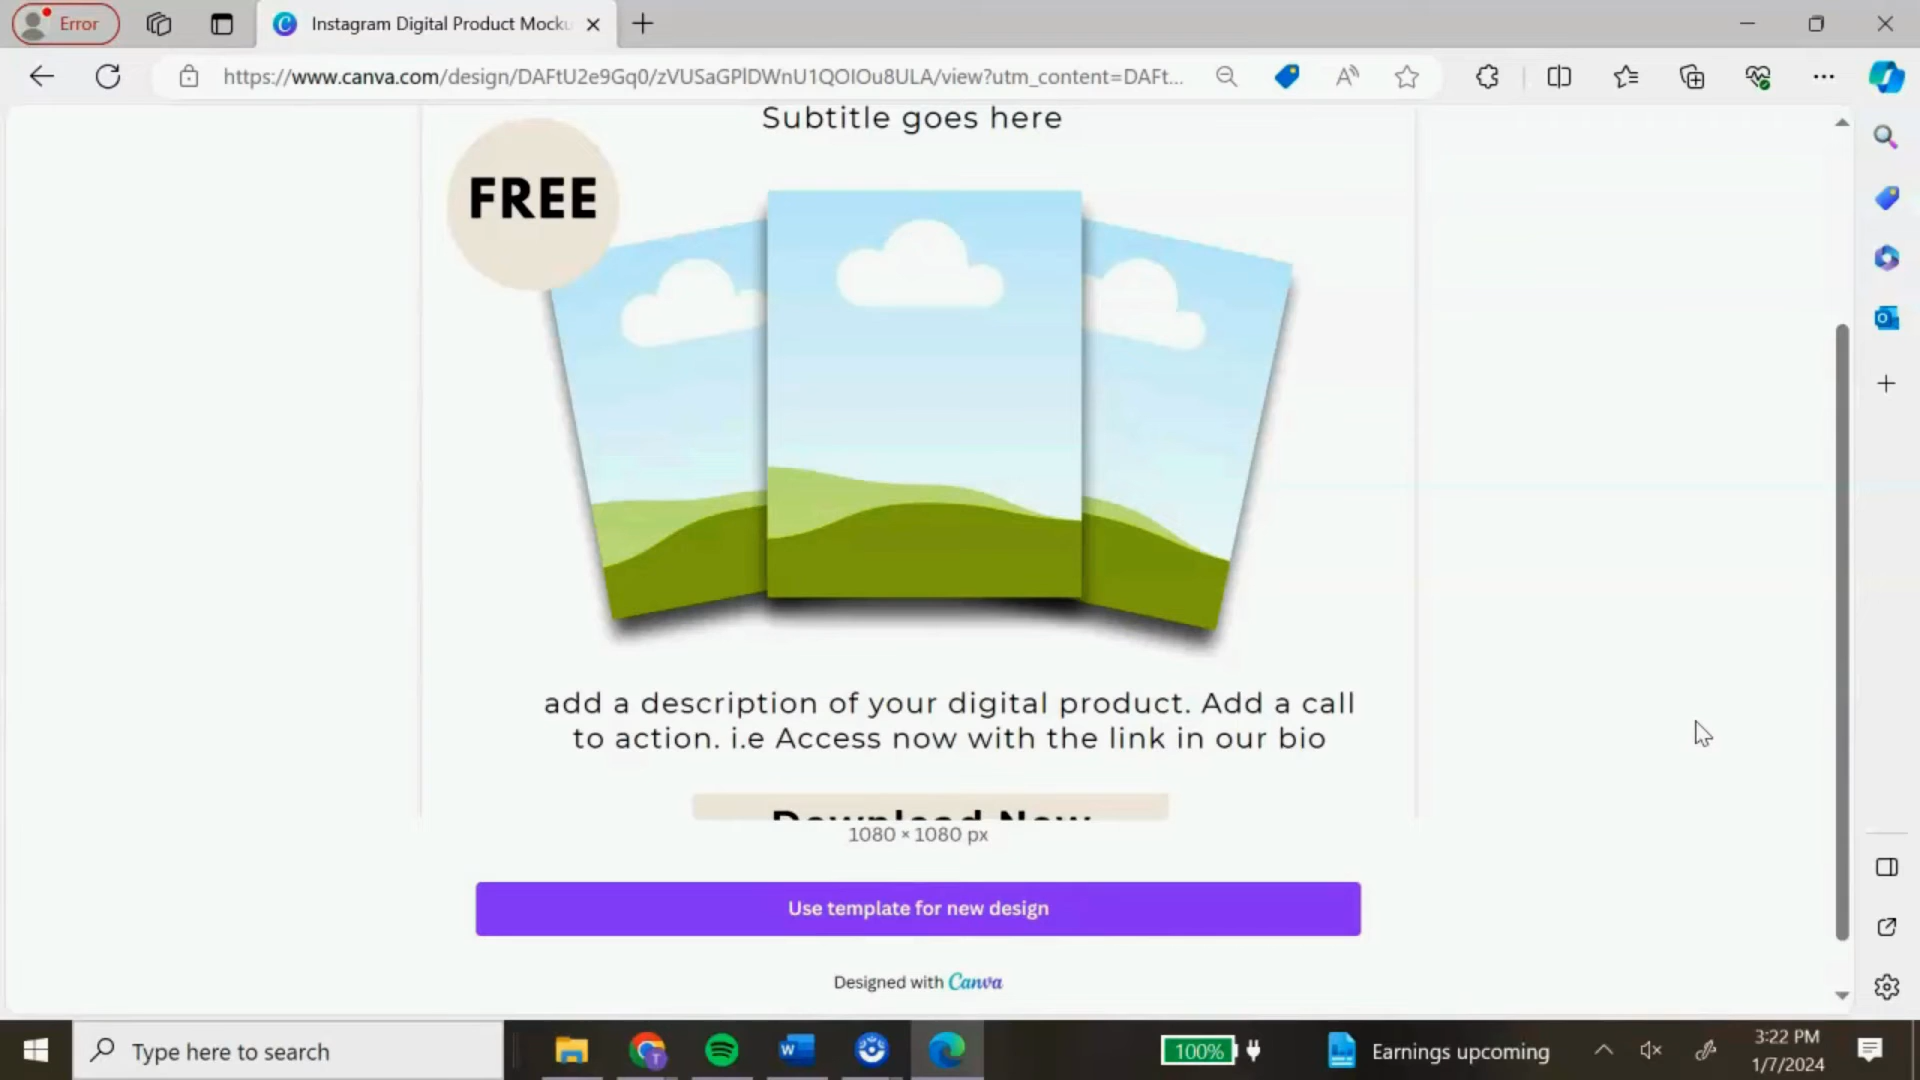 Error
Instagram Digital Product Mocku
https://www.canva.com/design/DAFtU2e9Gq0/zVUSaGPlDWnU1QOIOu8ULA/view?utm_content=DAFt...
Subtitle goes here
FREE
add a description of your digital product. Add a call
to action. i.e Access now with the link in our bio
Download Now
1080 × 1080 px
Use template for new design
Designed with Canva
Type here to search
100%
Earnings upcoming
3:22 PM
1/7/2024